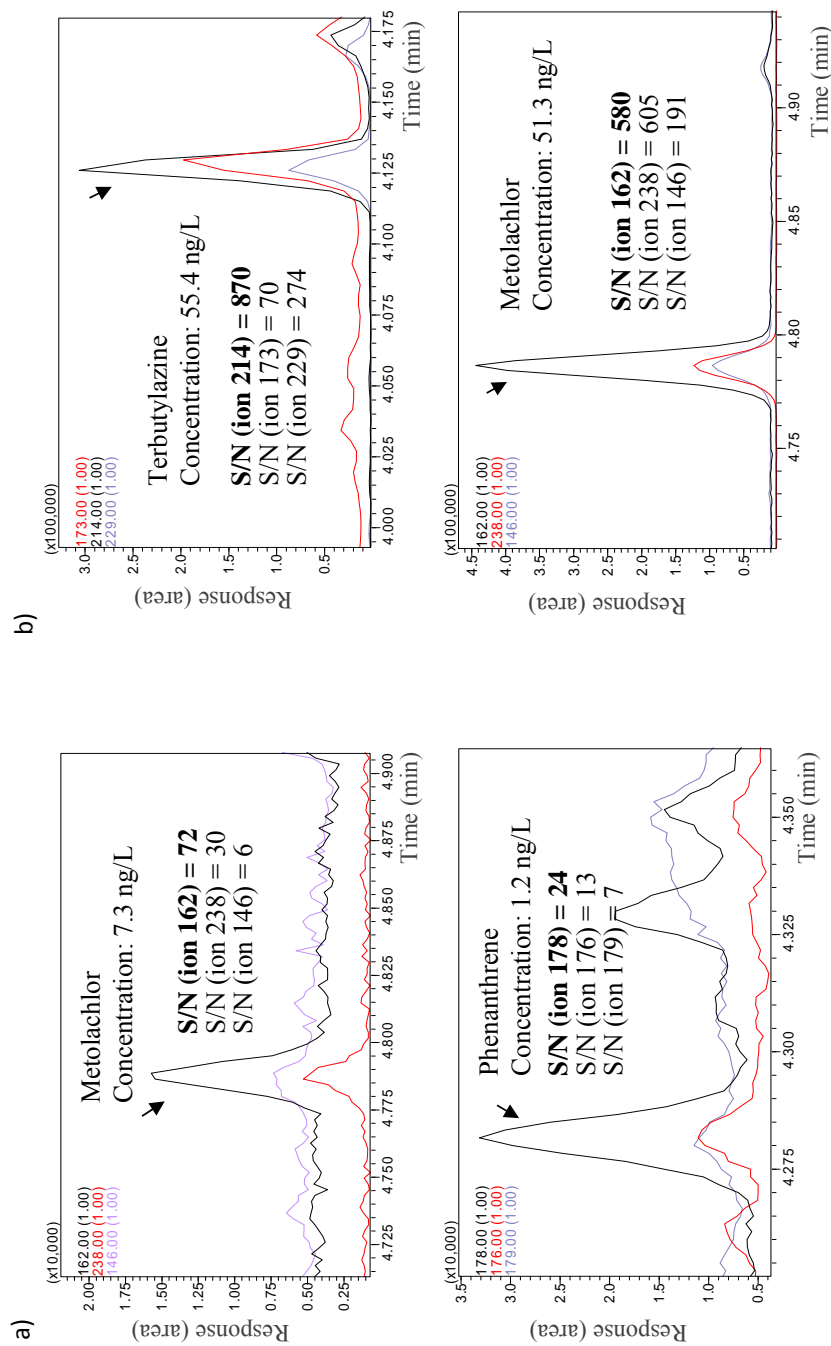 a)
(x10,000)
162.00 (1.00)
238.00 (1.00)
146.00 (1.00)
2.00
1.75
1.50
1.25
1.00
0.75
0.50
0.25
Response (area)
Metolachlor
Concentration: 7.3 ng/L
S/N (ion 162) = 72
S/N (ion 238) = 30
S/N (ion 146) = 6
4.725
4.750
4.775
4.800
4.825
4.850
4.875
4.900
Time (min)
(x10,000)
178.00 (1.00)
176.00 (1.00)
179.00 (1.00)
3.5
3.0
2.5
2.0
1.5
1.0
0.5
Response (area)
Phenanthrene
Concentration: 1.2 ng/L
S/N (ion 178) = 24
S/N (ion 176) = 13
S/N (ion 179) = 7
4.275
4.300
4.325
4.350
Time (min)
b)
(x100,000)
173.00 (1.00)
214.00 (1.00)
229.00 (1.00)
3.0
2.5
2.0
1.5
1.0
0.5
Response (area)
Terbutylazine
Concentration: 55.4 ng/L
S/N (ion 214) = 870
S/N (ion 173) = 70
S/N (ion 229) = 274
4.000
4.025
4.050
4.075
4.100
4.125
4.150
4.175
Time (min)
(x100,000)
162.00 (1.00)
238.00 (1.00)
146.00 (1.00)
4.5
4.0
3.5
3.0
2.5
2.0
1.5
1.0
0.5
Response (area)
Metolachlor
Concentration: 51.3 ng/L
S/N (ion 162) = 580
S/N (ion 238) = 605
S/N (ion 146) = 191
4.75
4.80
4.85
4.90
Time (min)